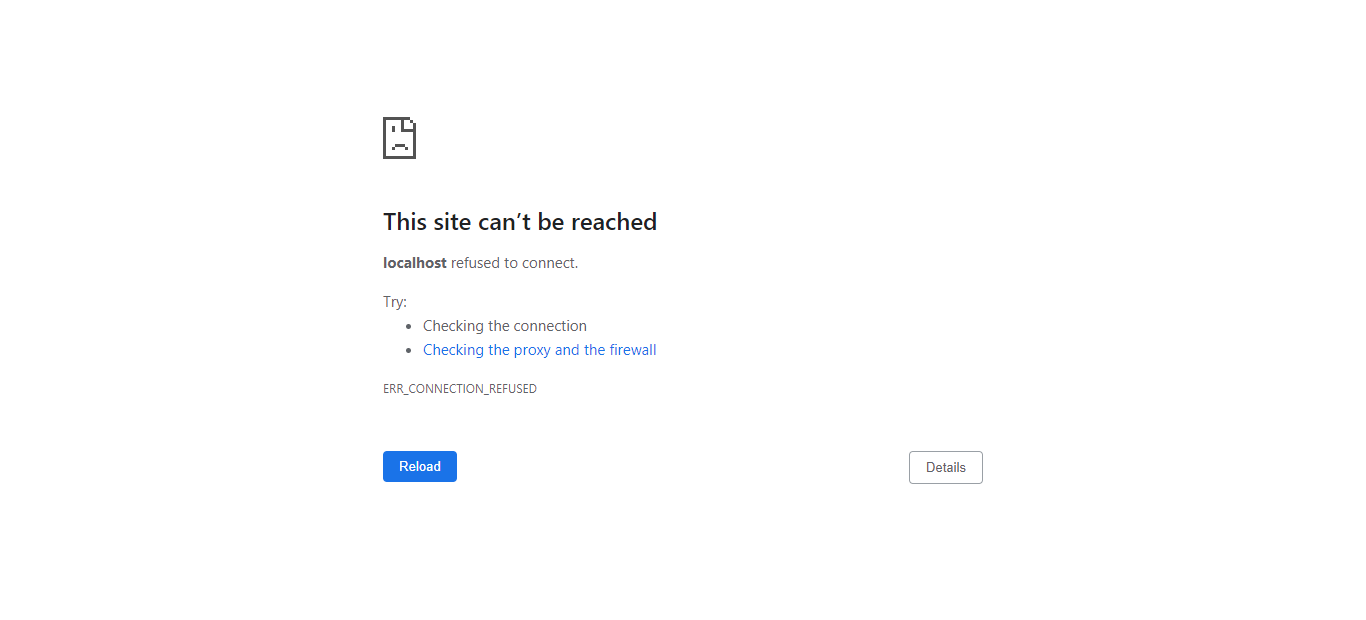 This site can’t be reached
localhost refused to connect.
Try:
Checking the connection
Checking the proxy and the firewall
ERR_CONNECTION_REFUSED
Reload
Details